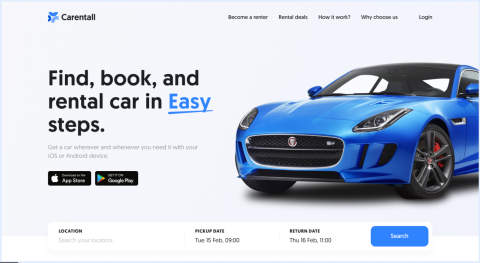 Carentall
Become a renter
Rental deals
How it work?
Why choose us
Login
Find, book, and
rental car in Easy
steps.
Get a car wherever and whenever you need it with your
iOS or Android device.
Download on the
App Store
GET IT ON
Google Play
LOCATION
Search your location..
PICKUP DATE
Tue 15 Feb, 09:00
RETURN DATE
Thu 16 Feb, 11:00
Search